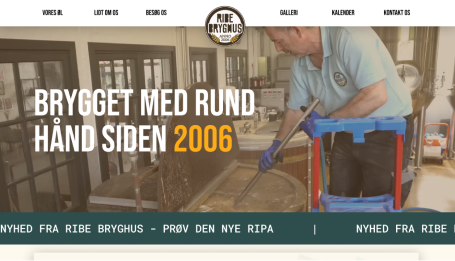 VORES ØL
LIDT OM OS
BESØG OS
RIBE
BRYGHUS
GALLERI
KALENDER
KONTAKT OS
BRYGGET MED RUND
HÅND SIDEN 2006
NYHED FRA RIBE BRYGHUS - PRØV DEN NYE RIPA | NYHED FRA RIBE